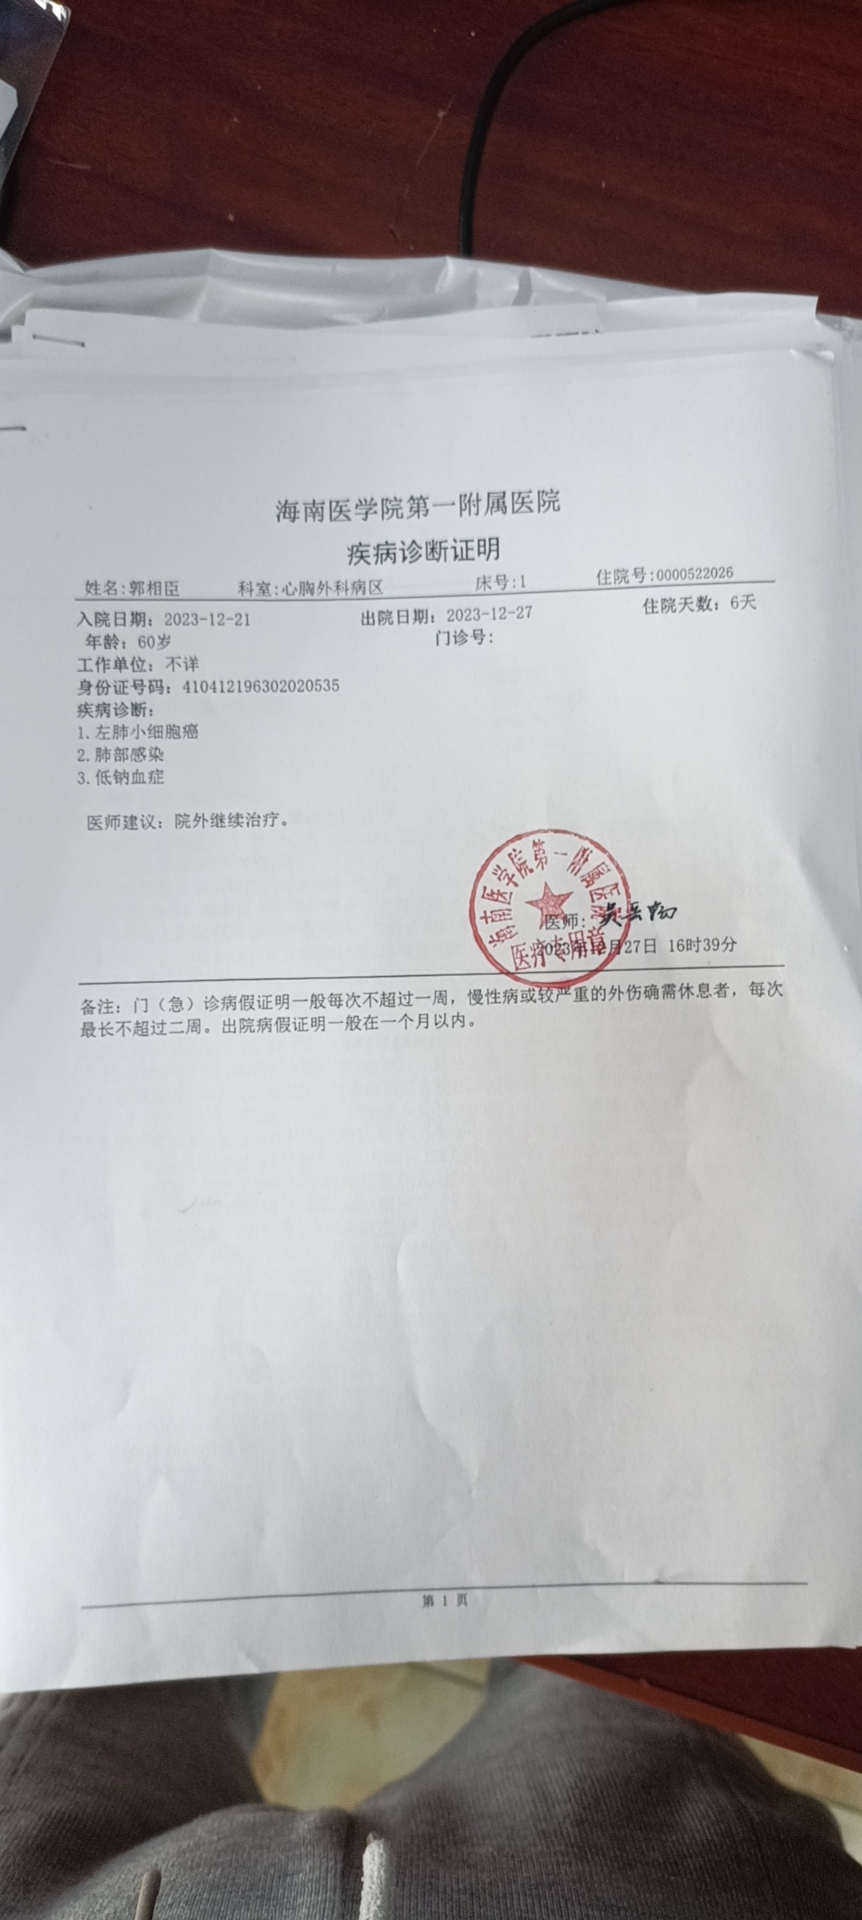 海南医学院第一附属医院
疾病诊断证明
姓名:郭相臣 科室:心胸外科病区 床号:1 住院号:0000522026
入院日期: 2023-12-21 出院日期: 2023-12-27 住院天数: 6天
年龄: 60岁 门诊号:
工作单位: 不详
身份证号码: 410412196302020535
疾病诊断:
1.左肺小细胞癌
2.肺部感染
3.低钠血症
医师建议: 院外继续治疗。
海南医学院第一附属医院
医师:
医疗专用章
2023年12月27日 16时39分
备注: 门（急）诊病假证明一般每次不超过一周，慢性病或较严重的外伤确需休息者，每次
最长不超过二周。出院病假证明一般在一个月以内。
第 1 页